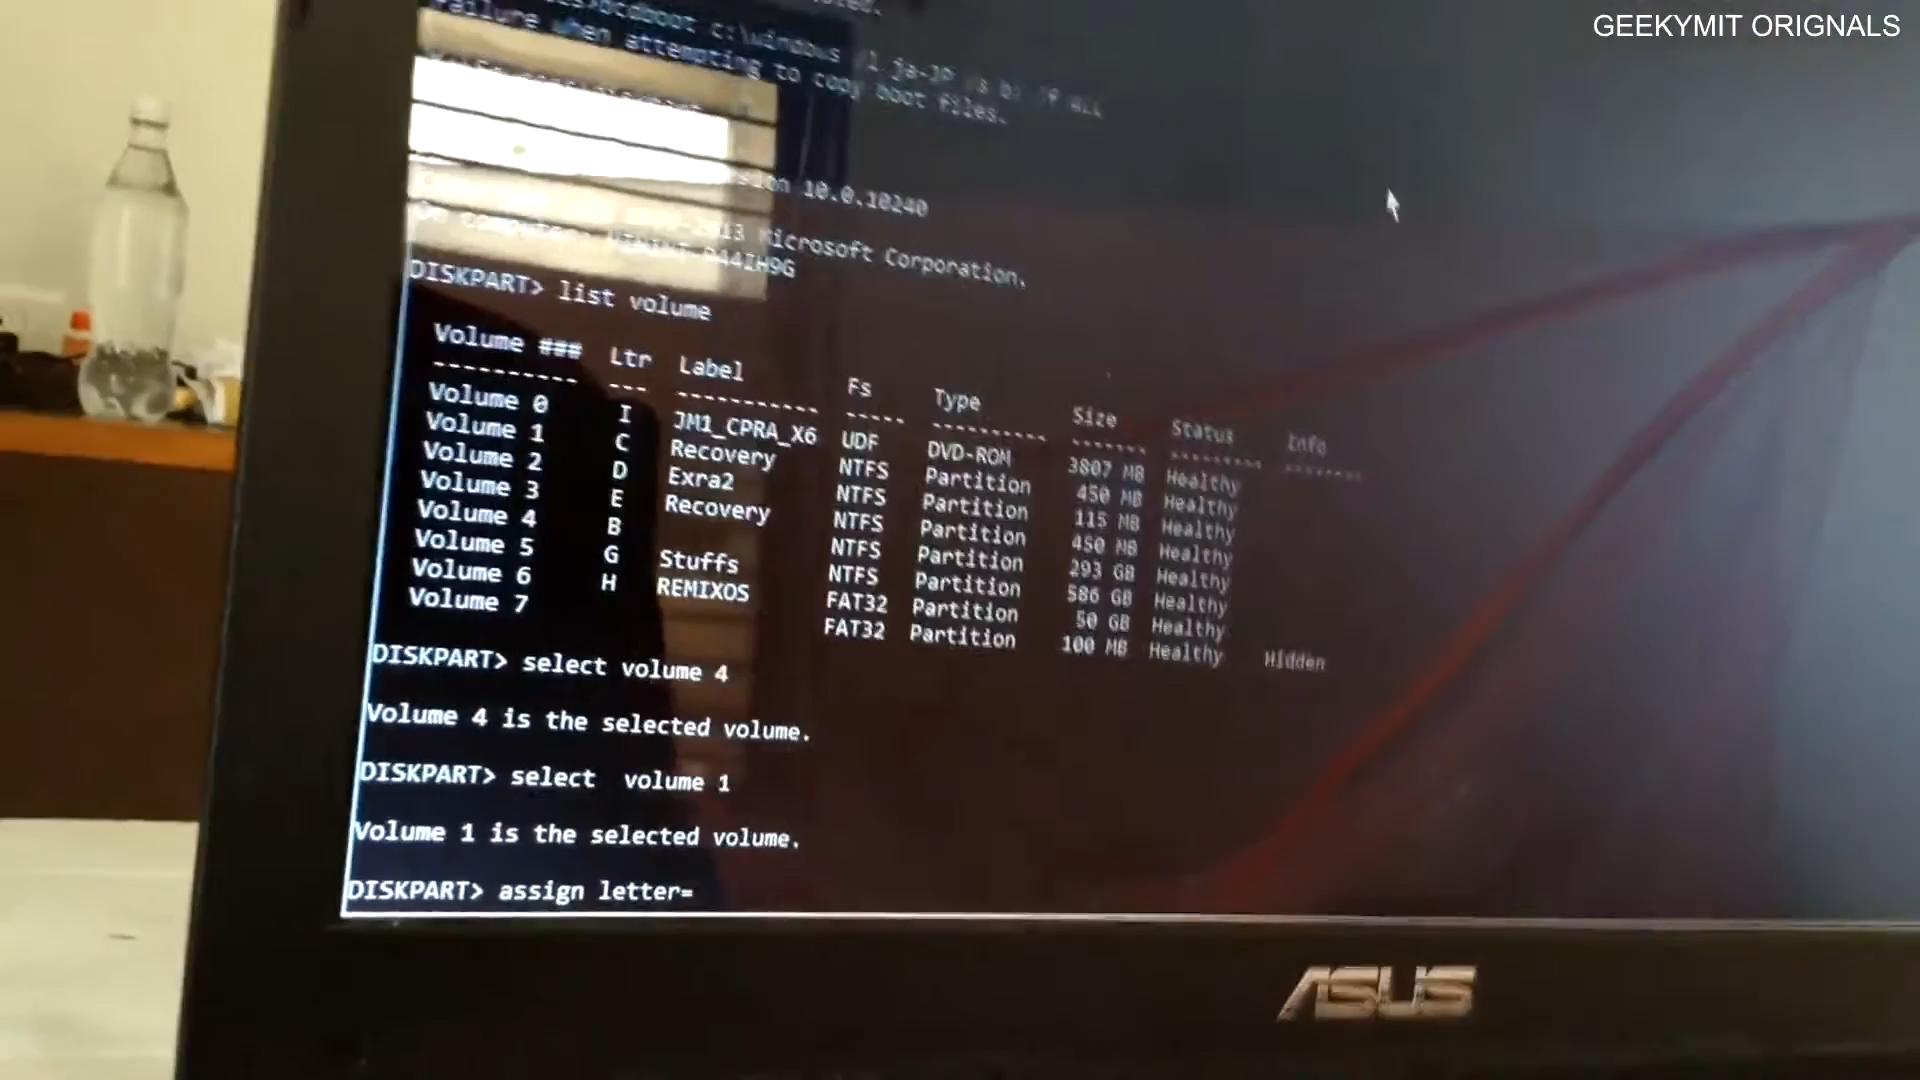 GEEKYMIT ORIGNALS
bcdboot c:\windows /l ja-JP /s b: /f ALL
Failure when attempting to copy boot files.
10.0.10240
Microsoft Corporation.
DISKPART> list volume
Volume ### Ltr Label Fs Type Size Status Info
Volume 0 I JM1_CPRA_X6 UDF DVD-ROM 3807 MB Healthy
Volume 1 C Recovery NTFS Partition 450 MB Healthy
Volume 2 D Exra2 NTFS Partition 115 MB Healthy
Volume 3 E Recovery NTFS Partition 450 MB Healthy
Volume 4 B NTFS Partition 293 GB Healthy
Volume 5 G Stuffs NTFS Partition 586 GB Healthy
Volume 6 H REMIXOS FAT32 Partition 50 GB Healthy
Volume 7 FAT32 Partition 100 MB Healthy Hidden
DISKPART> select volume 4
Volume 4 is the selected volume.
DISKPART> select  volume 1
Volume 1 is the selected volume.
DISKPART> assign letter=
ASUS